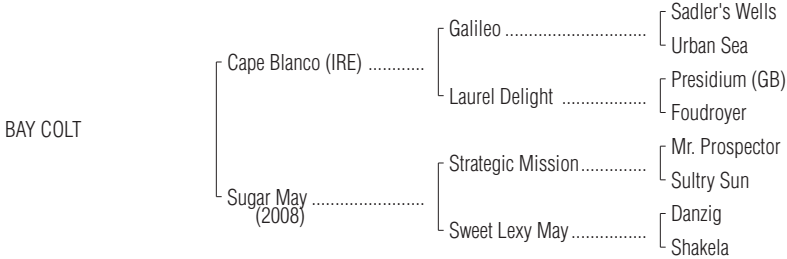 Sadler's Wells
Galileo ..............................
Urban Sea
Cape Blanco (IRE) ............
Presidium (GB)
Laurel Delight ..................
Foudroyer
BAY COLT
Mr. Prospector
Strategic Mission..............
Sultry Sun
Sugar May ........................
(2008)
Danzig
Sweet Lexy May................
Shakela